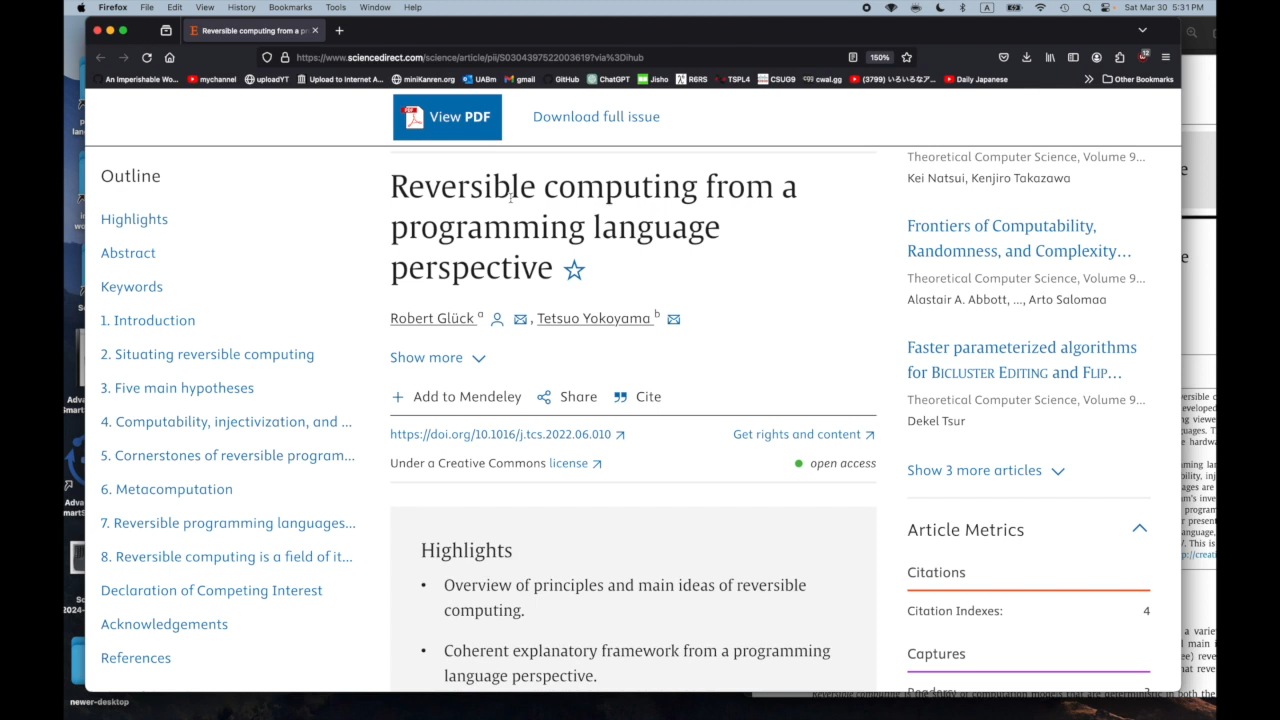 Firefox File Edit View History Bookmarks Tools Window Help
A
Sat Mar 30 5:31 PM
E Reversible computing from a p
https://www.sciencedirect.com/science/article/pii/S0304397522003619?via%3Dihub
150%
12
An Imperishable Wo... mychannel uploadYT Upload to Internet A... miniKanren.org UABm gmail GitHub ChatGPT Jisho R6RS TSPL4 CSUG9 cwal.gg (3799) いろいろなア... Daily Japanese
Other Bookmarks
View PDF
Download full issue
Outline
Highlights
Abstract
Keywords
1. Introduction
2. Situating reversible computing
3. Five main hypotheses
4. Computability, injectivization, and ...
5. Cornerstones of reversible program...
6. Metacomputation
7. Reversible programming languages...
8. Reversible computing is a field of it...
Declaration of Competing Interest
Acknowledgements
References
Reversible computing from a
programming language
perspective
Robert Glück a , Tetsuo Yokoyama b
Show more
Add to Mendeley Share Cite
https://doi.org/10.1016/j.tcs.2022.06.010
Get rights and content
Under a Creative Commons license
open access
Highlights
• Overview of principles and main ideas of reversible
computing.
• Coherent explanatory framework from a programming
language perspective.
Theoretical Computer Science, Volume 9...
Kei Natsui, Kenjiro Takazawa
Frontiers of Computability,
Randomness, and Complexity...
Theoretical Computer Science, Volume 9...
Alastair A. Abbott, ..., Arto Salomaa
Faster parameterized algorithms
for BICLUSTER EDITING and FLIP...
Theoretical Computer Science, Volume 9...
Dekel Tsur
Show 3 more articles
Article Metrics
Citations
Citation Indexes: 4
Captures
newer-desktop